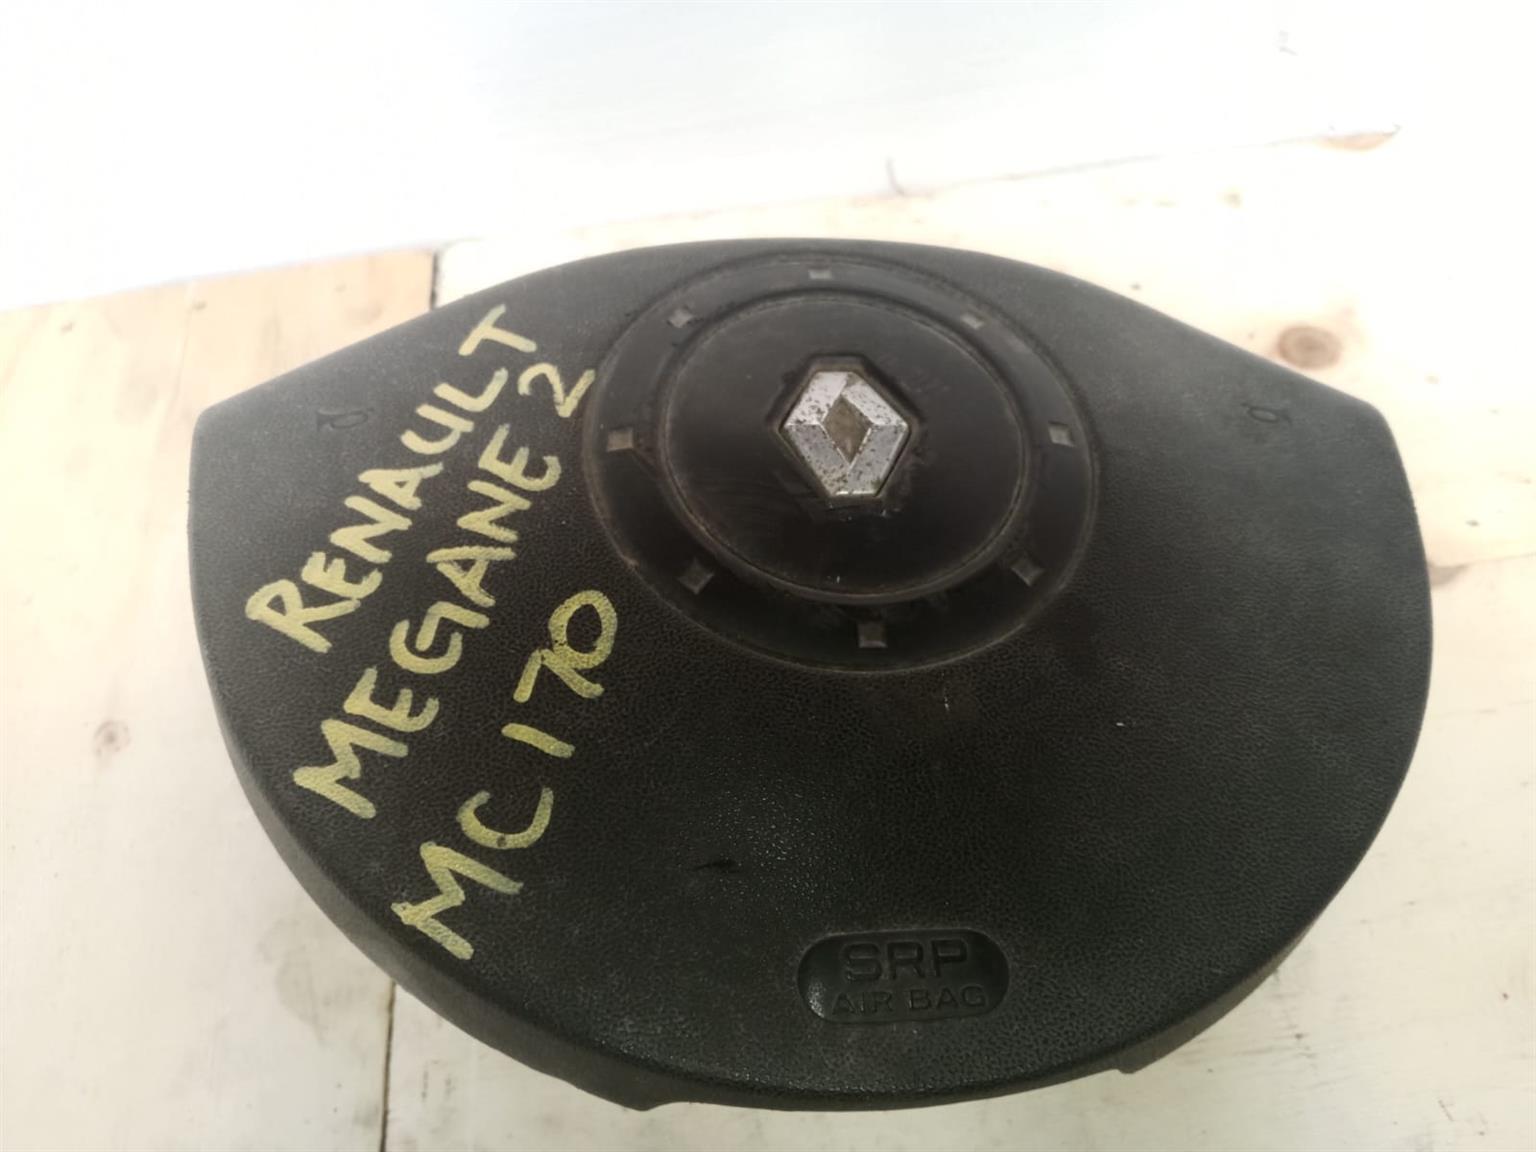 RENAULT
MEGANE 2
MC170
SRP
AIR BAG